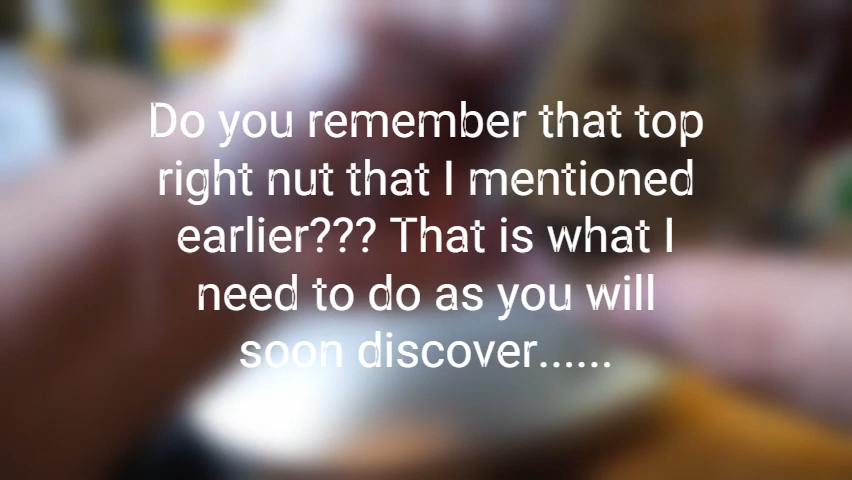 Do you remember that top
right nut that I mentioned
earlier??? That is what I
need to do as you will
soon discover......